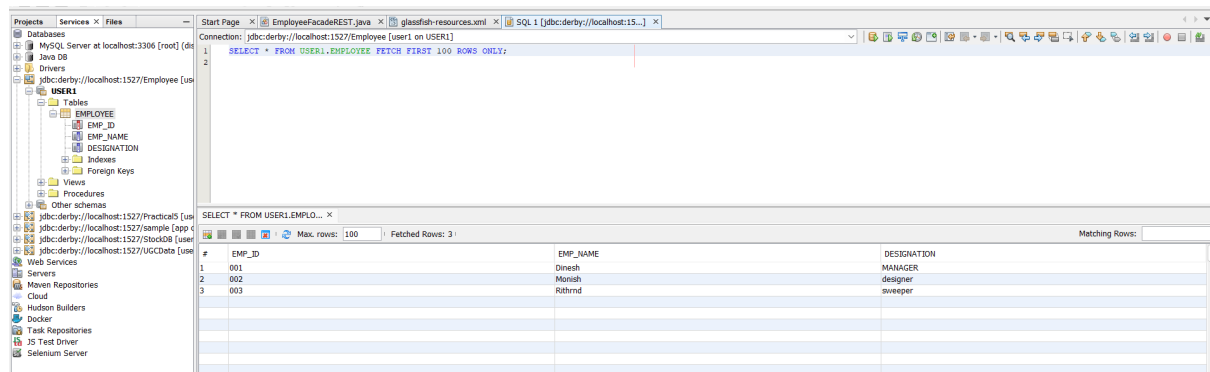 Projects Services × Files –
Databases
MySQL Server at localhost:3306 [root] (dis
Java DB
Drivers
jdbc:derby://localhost:1527/Employee [use
USER1
Tables
EMPLOYEE
EMP_ID
EMP_NAME
DESIGNATION
Indexes
Foreign Keys
Views
Procedures
Other schemas
jdbc:derby://localhost:1527/Practical5 [use
jdbc:derby://localhost:1527/sample [app o
jdbc:derby://localhost:1527/StockDB [user
jdbc:derby://localhost:1527/UGCData [use
Web Services
Servers
Maven Repositories
Cloud
Hudson Builders
Docker
Task Repositories
JS Test Driver
Selenium Server
Start Page × EmployeeFacadeREST.java × glassfish-resources.xml × SQL 1 [jdbc:derby://localhost:15...] ×
Connection: jdbc:derby://localhost:1527/Employee [user1 on USER1]
1 SELECT * FROM USER1.EMPLOYEE FETCH FIRST 100 ROWS ONLY;
2
SELECT * FROM USER1.EMPLO... ×
Max. rows: 100 Fetched Rows: 3 Matching Rows:
# EMP_ID EMP_NAME DESIGNATION
1 001 Dinesh MANAGER
2 002 Monish designer
3 003 Rithrnd sweeper